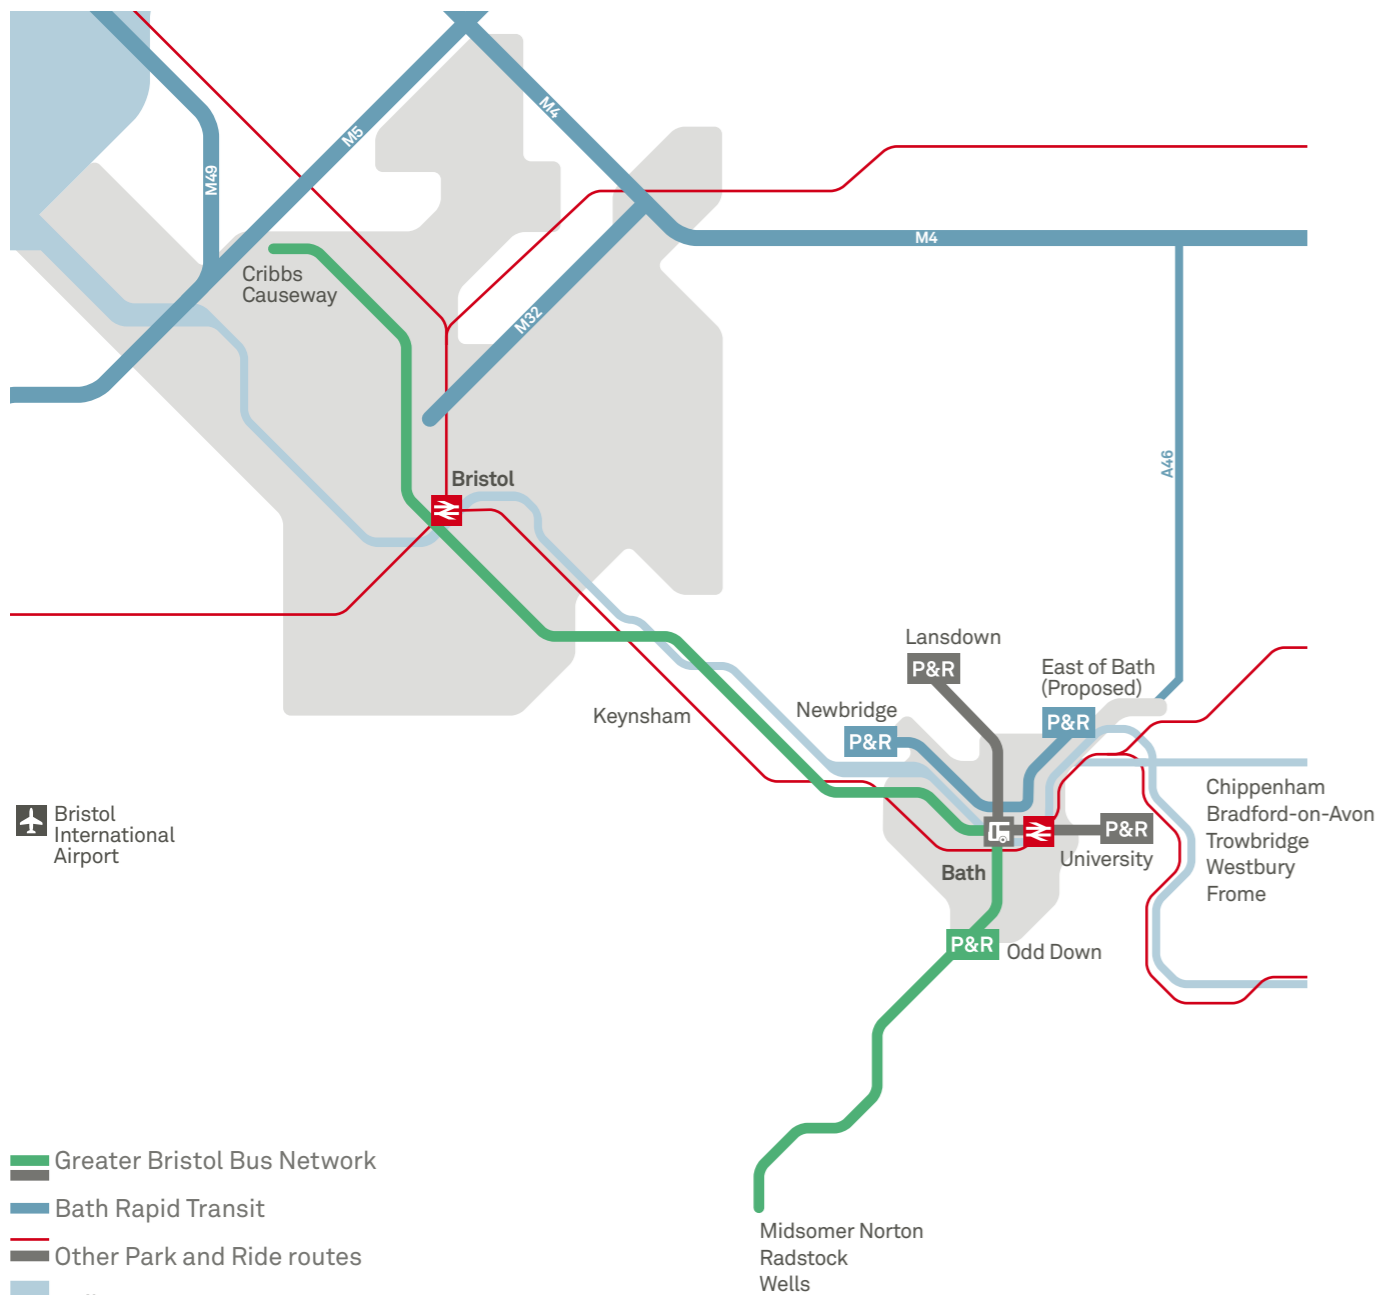 M4
M5
M49
M4
Cribbs
Causeway
M32
A46
Bristol
Lansdown
P&R
East of Bath
(Proposed)
P&R
Newbridge
P&R
Keynsham
Chippenham
Bradford-on-Avon
Trowbridge
Westbury
Frome
Bristol
International
Airport
P&R
University
Bath
P&R
Odd Down
Greater Bristol Bus Network
Bath Rapid Transit
Other Park and Ride routes
Midsomer Norton
Radstock
Wells